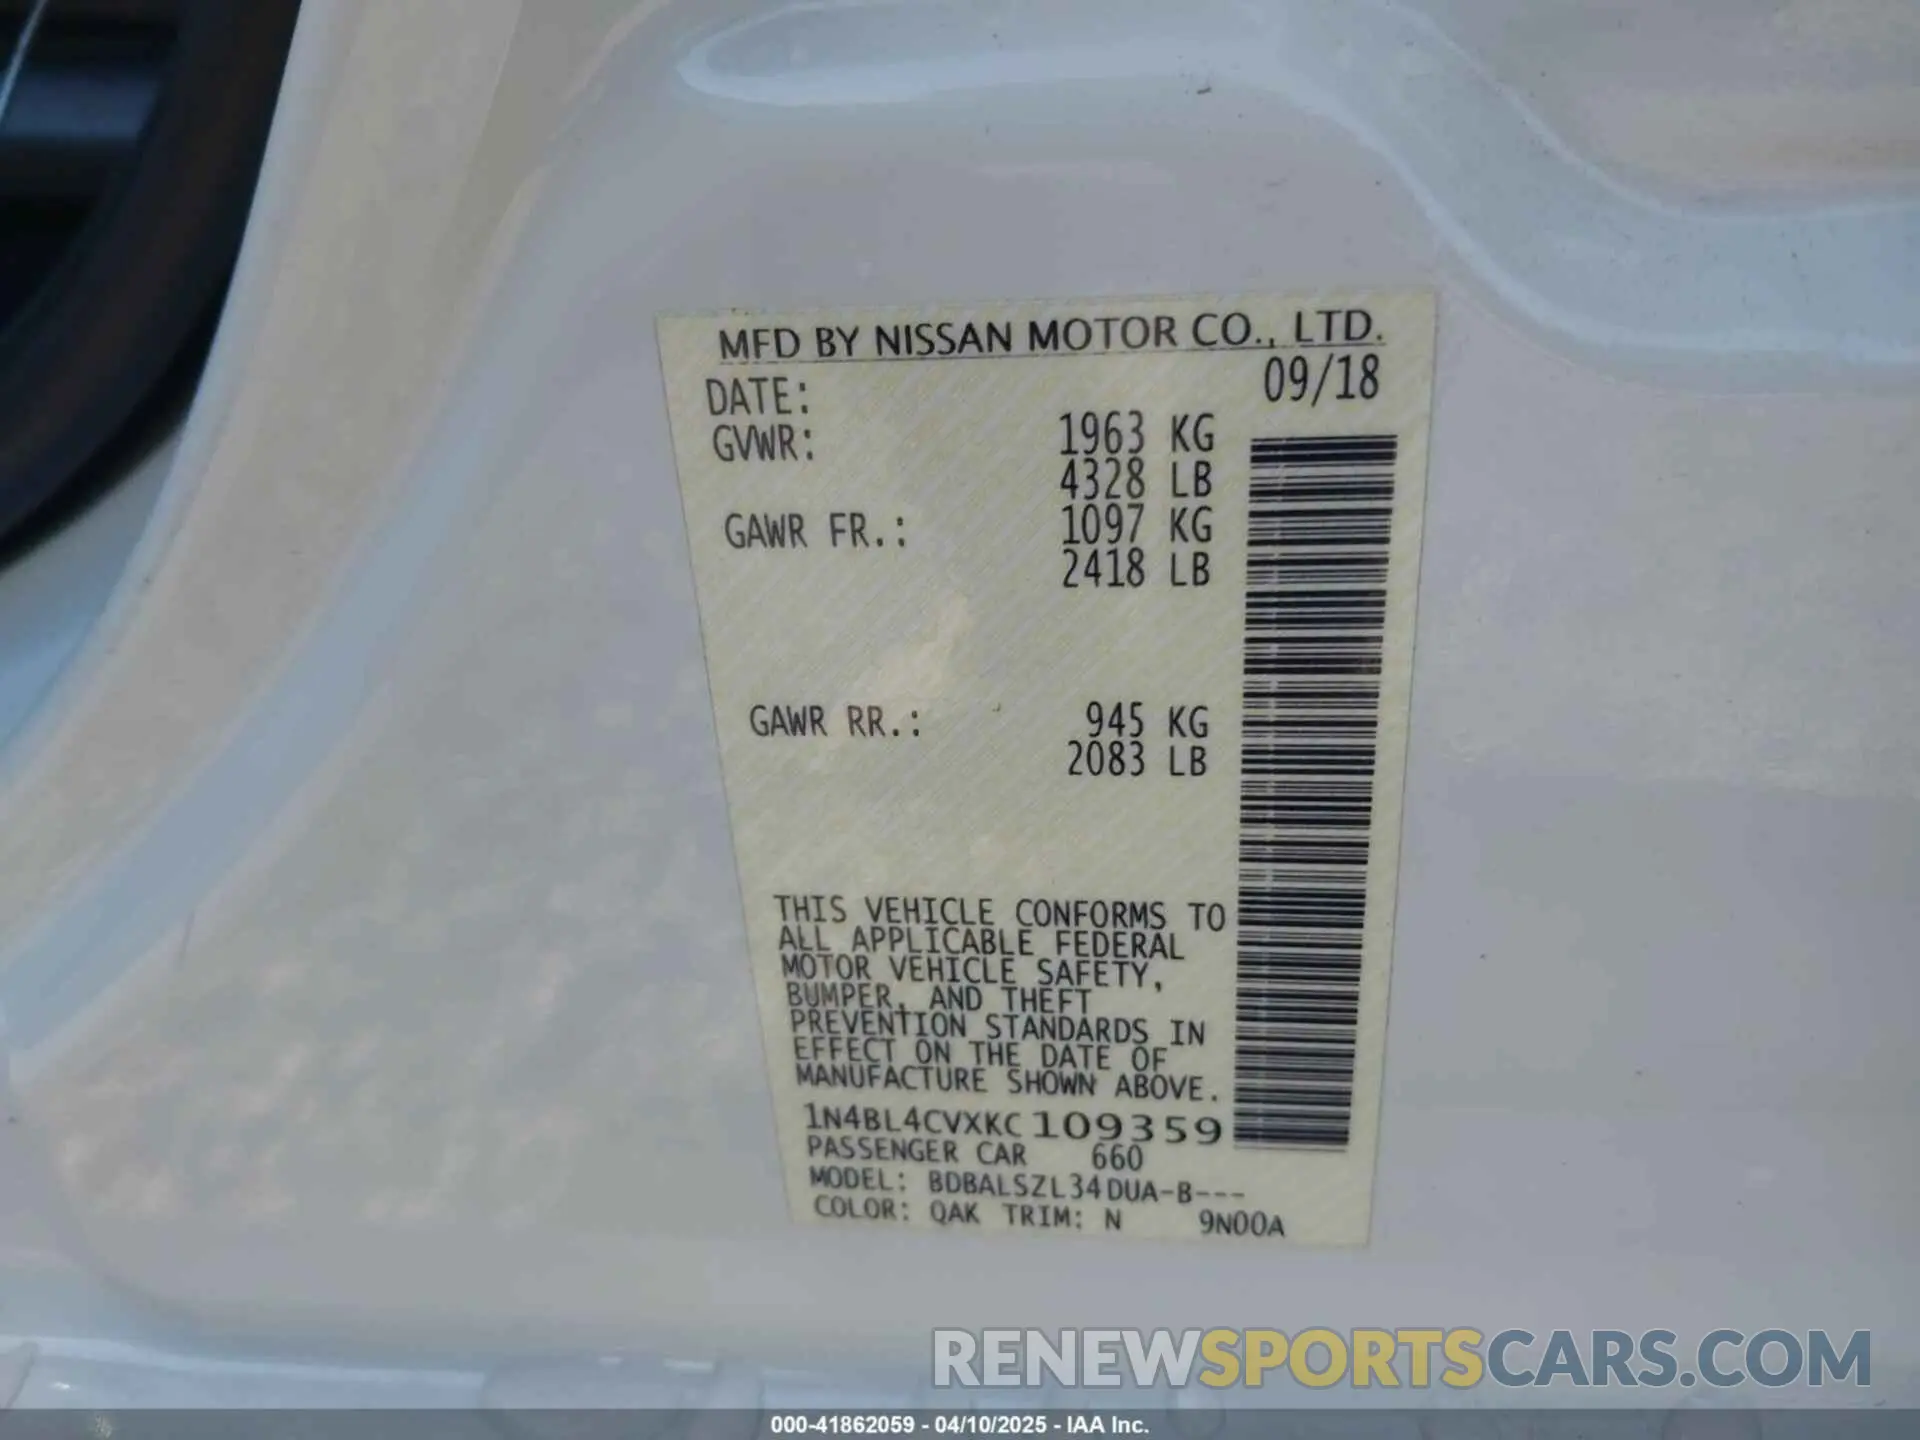 MFD BY NISSAN MOTOR CO., LTD.
DATE: 09/18
GVWR: 1963 KG
4328 LB
GAWR FR.: 1097 KG
2418 LB
GAWR RR.: 945 KG
2083 LB
THIS VEHICLE CONFORMS TO
ALL APPLICABLE FEDERAL
MOTOR VEHICLE SAFETY,
BUMPER, AND THEFT
PREVENTION STANDARDS IN
EFFECT ON THE DATE OF
MANUFACTURE SHOWN ABOVE.
1N4BL4CVXKC109359
PASSENGER CAR 660
MODEL: BDBALSZL34DUA-B---
COLOR: QAK TRIM: N 9N00A
RENEWSPORTSCARS.COM
000-41862059 - 04/10/2025 - IAA Inc.